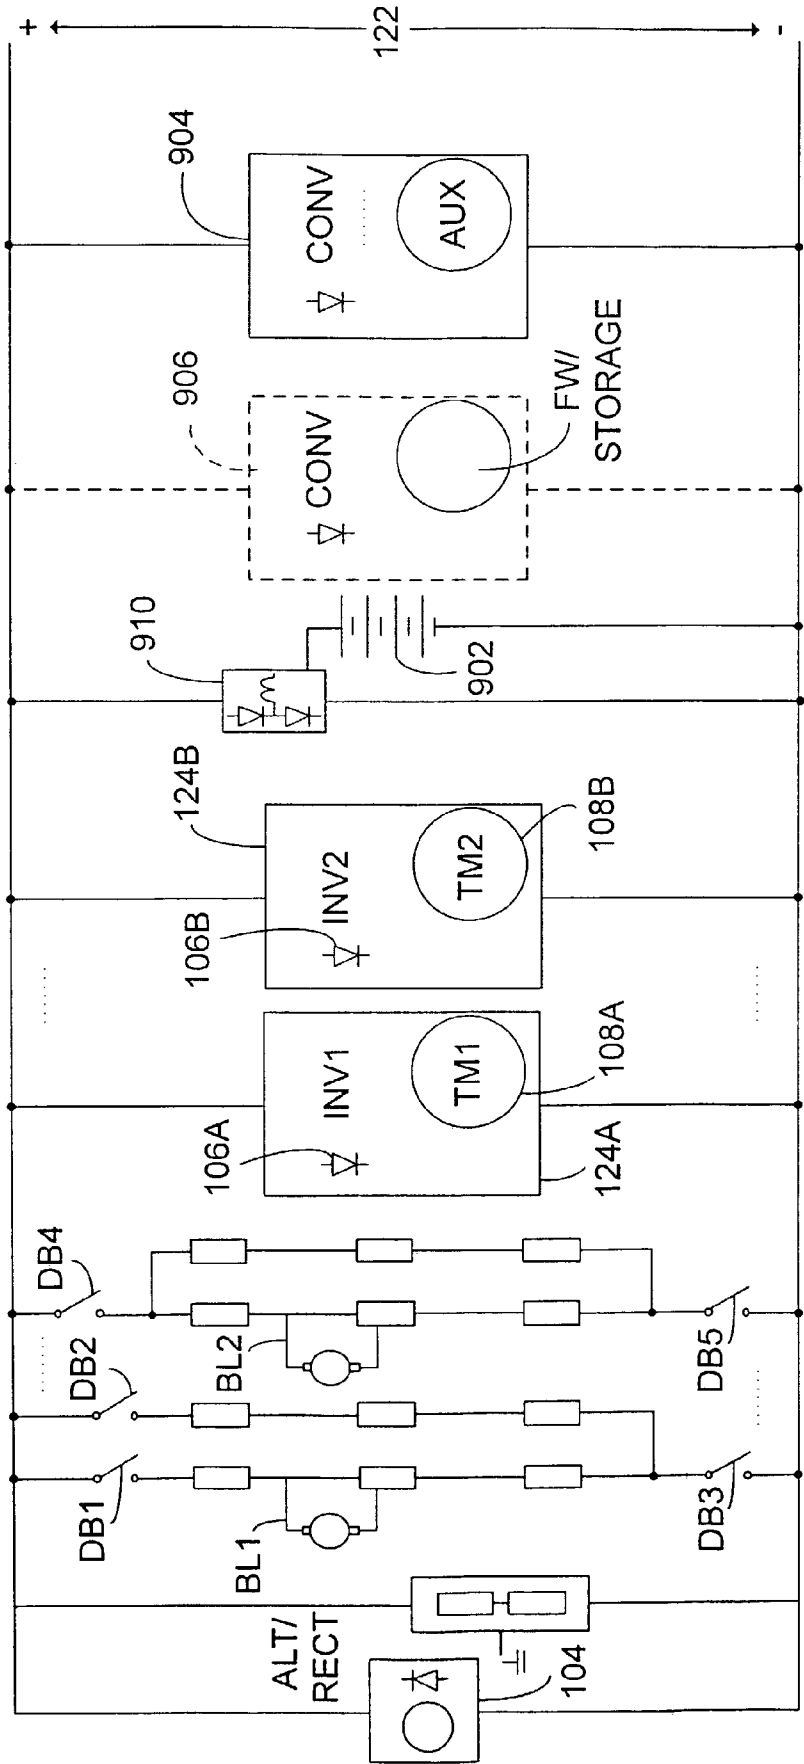 +
122
-
904
CONV
AUX
906
CONV
FW/
STORAGE
910
902
124B
INV2
106B
TM2
108B
INV1
106A
TM1
108A
124A
DB4
DB2
BL2
DB5
DB1
BL1
DB3
ALT/
RECT
104